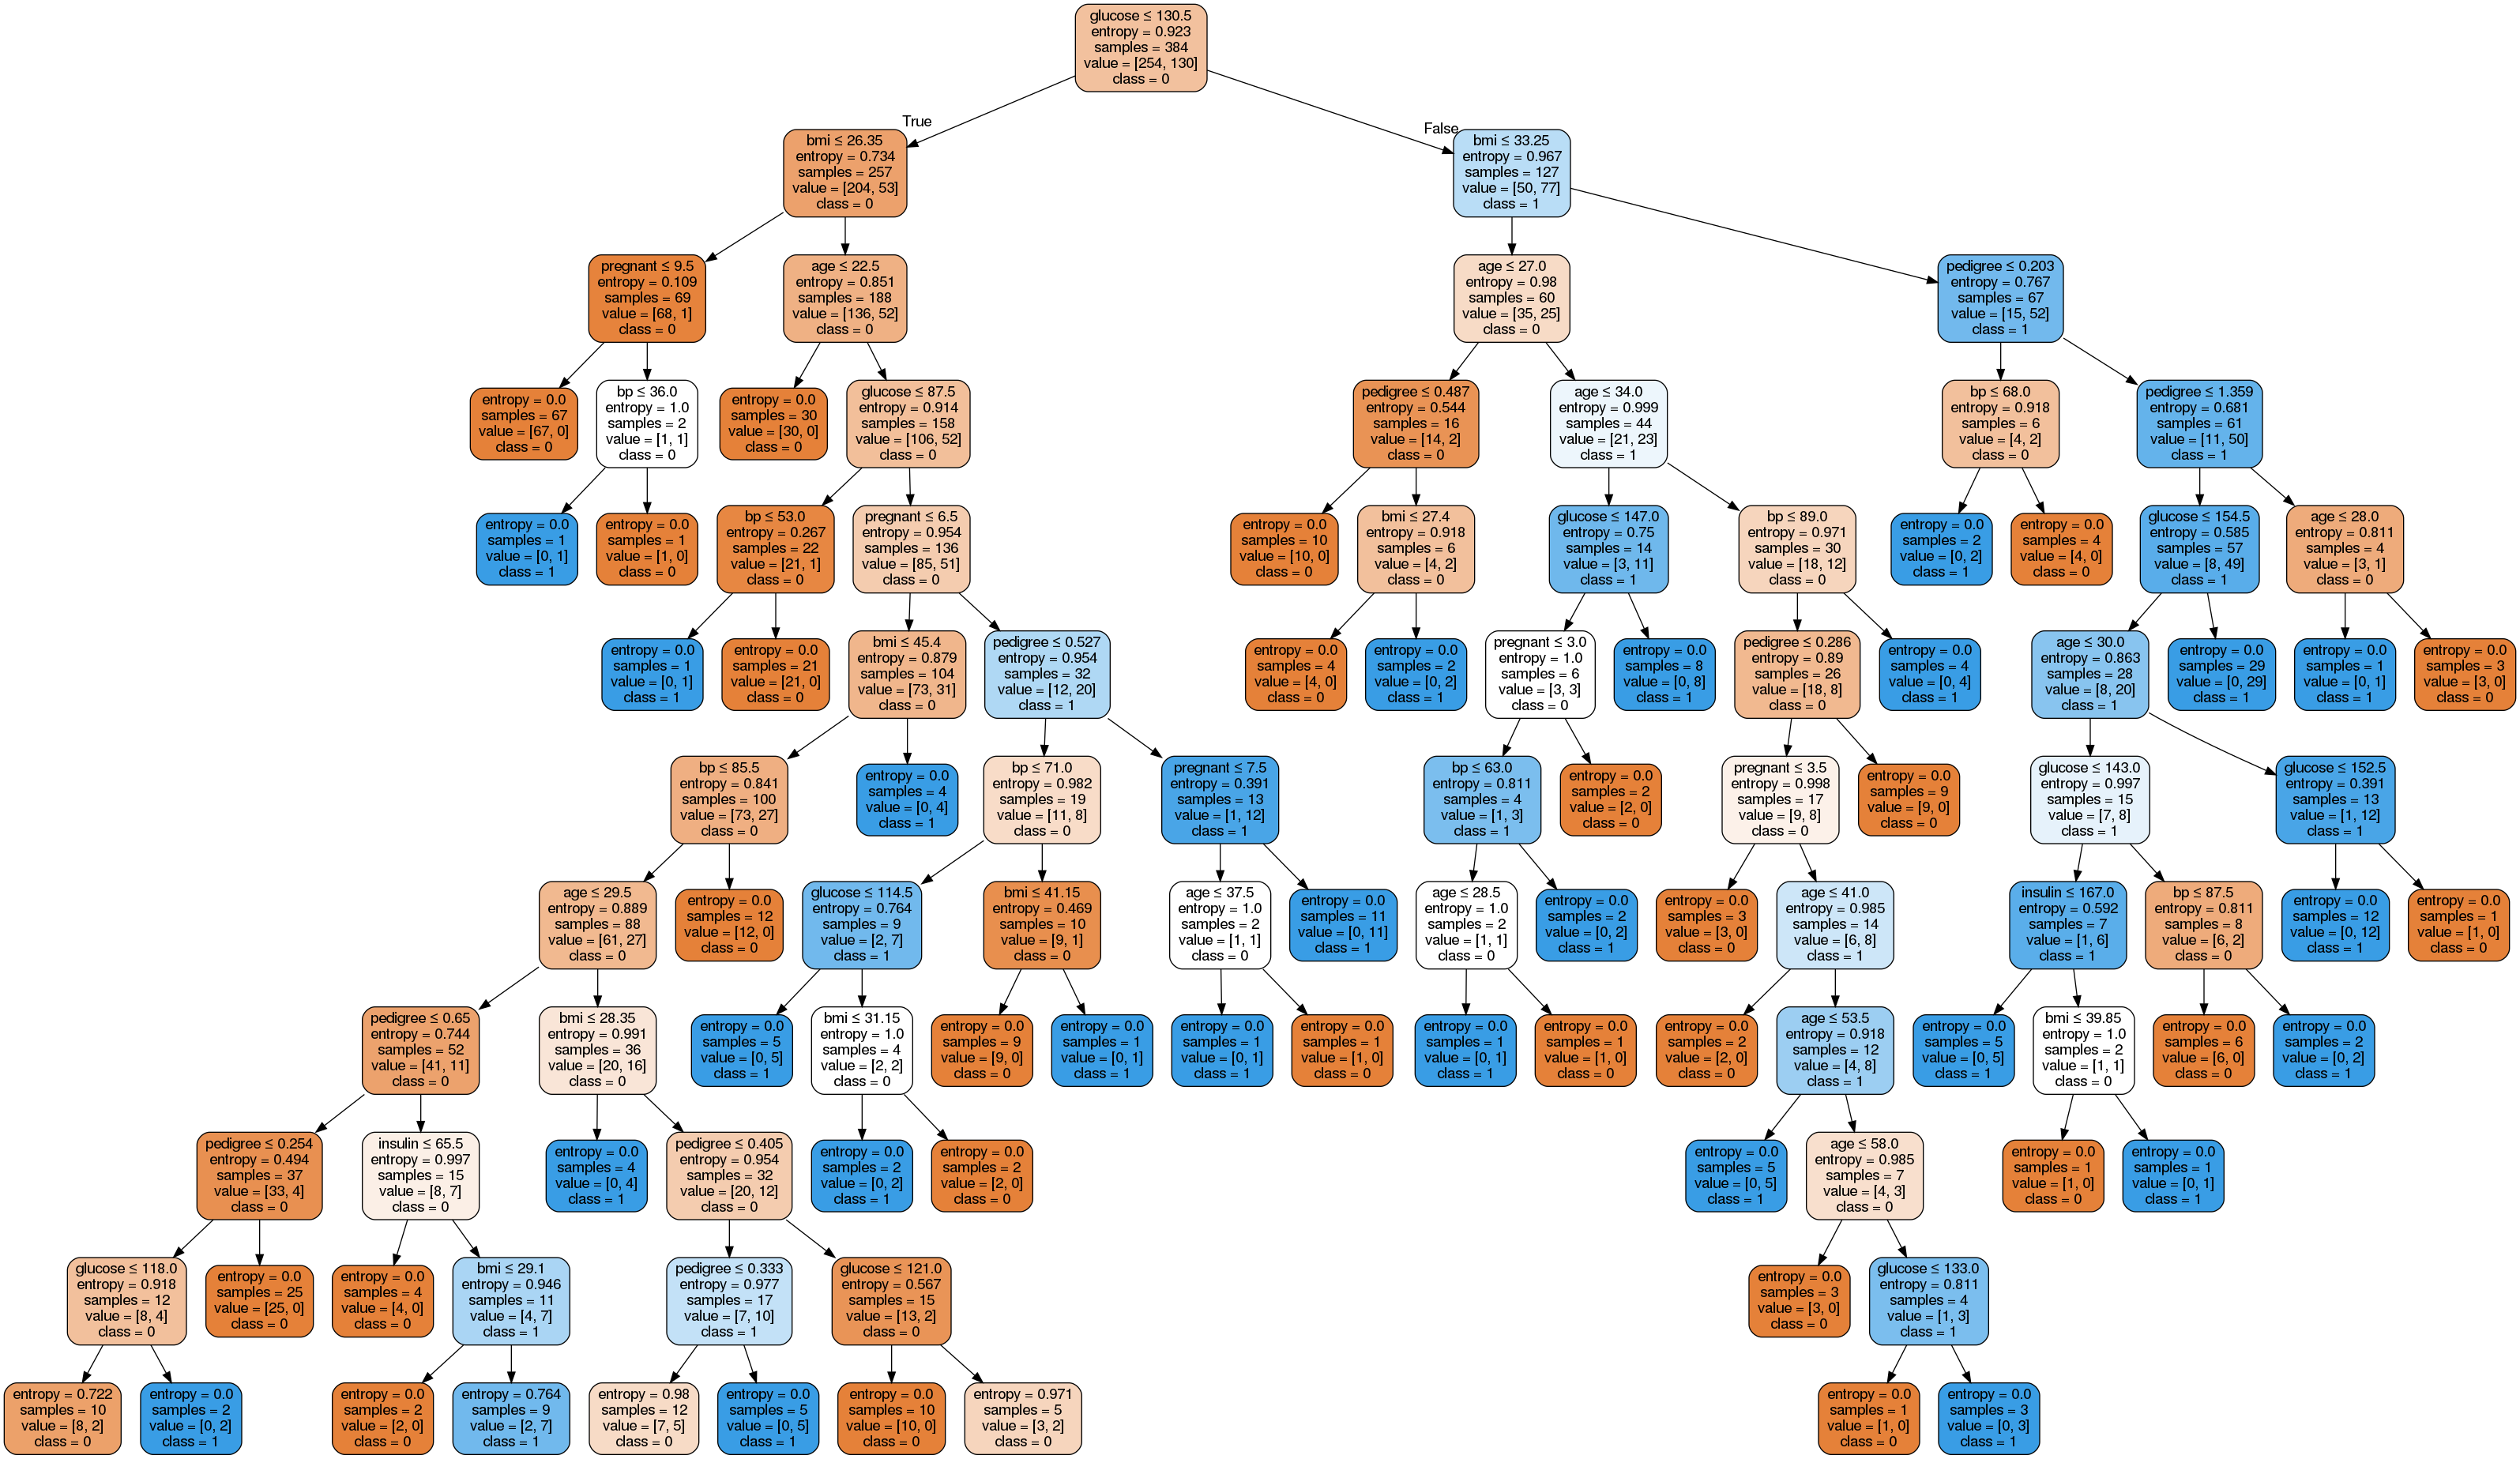 glucose ≤ 130.5
entropy = 0.923
samples = 384
value = [254, 130]
class = 0
True
False
bmi ≤ 26.35
entropy = 0.734
samples = 257
value = [204, 53]
class = 0
bmi ≤ 33.25
entropy = 0.967
samples = 127
value = [50, 77]
class = 1
pregnant ≤ 9.5
entropy = 0.109
samples = 69
value = [68, 1]
class = 0
age ≤ 22.5
entropy = 0.851
samples = 188
value = [136, 52]
class = 0
age ≤ 27.0
entropy = 0.98
samples = 60
value = [35, 25]
class = 0
pedigree ≤ 0.203
entropy = 0.767
samples = 67
value = [15, 52]
class = 1
entropy = 0.0
samples = 67
value = [67, 0]
class = 0
bp ≤ 36.0
entropy = 1.0
samples = 2
value = [1, 1]
class = 0
entropy = 0.0
samples = 30
value = [30, 0]
class = 0
glucose ≤ 87.5
entropy = 0.914
samples = 158
value = [106, 52]
class = 0
pedigree ≤ 0.487
entropy = 0.544
samples = 16
value = [14, 2]
class = 0
age ≤ 34.0
entropy = 0.999
samples = 44
value = [21, 23]
class = 1
bp ≤ 68.0
entropy = 0.918
samples = 6
value = [4, 2]
class = 0
pedigree ≤ 1.359
entropy = 0.681
samples = 61
value = [11, 50]
class = 1
entropy = 0.0
samples = 1
value = [0, 1]
class = 1
entropy = 0.0
samples = 1
value = [1, 0]
class = 0
bp ≤ 53.0
entropy = 0.267
samples = 22
value = [21, 1]
class = 0
pregnant ≤ 6.5
entropy = 0.954
samples = 136
value = [85, 51]
class = 0
entropy = 0.0
samples = 10
value = [10, 0]
class = 0
bmi ≤ 27.4
entropy = 0.918
samples = 6
value = [4, 2]
class = 0
glucose ≤ 147.0
entropy = 0.75
samples = 14
value = [3, 11]
class = 1
bp ≤ 89.0
entropy = 0.971
samples = 30
value = [18, 12]
class = 0
entropy = 0.0
samples = 2
value = [0, 2]
class = 1
entropy = 0.0
samples = 4
value = [4, 0]
class = 0
glucose ≤ 154.5
entropy = 0.585
samples = 57
value = [8, 49]
class = 1
age ≤ 28.0
entropy = 0.811
samples = 4
value = [3, 1]
class = 0
entropy = 0.0
samples = 1
value = [0, 1]
class = 1
entropy = 0.0
samples = 21
value = [21, 0]
class = 0
bmi ≤ 45.4
entropy = 0.879
samples = 104
value = [73, 31]
class = 0
pedigree ≤ 0.527
entropy = 0.954
samples = 32
value = [12, 20]
class = 1
entropy = 0.0
samples = 4
value = [4, 0]
class = 0
entropy = 0.0
samples = 2
value = [0, 2]
class = 1
pregnant ≤ 3.0
entropy = 1.0
samples = 6
value = [3, 3]
class = 0
entropy = 0.0
samples = 8
value = [0, 8]
class = 1
pedigree ≤ 0.286
entropy = 0.89
samples = 26
value = [18, 8]
class = 0
entropy = 0.0
samples = 4
value = [0, 4]
class = 1
age ≤ 30.0
entropy = 0.863
samples = 28
value = [8, 20]
class = 1
entropy = 0.0
samples = 29
value = [0, 29]
class = 1
entropy = 0.0
samples = 1
value = [0, 1]
class = 1
entropy = 0.0
samples = 3
value = [3, 0]
class = 0
bp ≤ 85.5
entropy = 0.841
samples = 100
value = [73, 27]
class = 0
entropy = 0.0
samples = 4
value = [0, 4]
class = 1
bp ≤ 71.0
entropy = 0.982
samples = 19
value = [11, 8]
class = 0
pregnant ≤ 7.5
entropy = 0.391
samples = 13
value = [1, 12]
class = 1
bp ≤ 63.0
entropy = 0.811
samples = 4
value = [1, 3]
class = 1
entropy = 0.0
samples = 2
value = [2, 0]
class = 0
pregnant ≤ 3.5
entropy = 0.998
samples = 17
value = [9, 8]
class = 0
entropy = 0.0
samples = 9
value = [9, 0]
class = 0
glucose ≤ 143.0
entropy = 0.997
samples = 15
value = [7, 8]
class = 1
glucose ≤ 152.5
entropy = 0.391
samples = 13
value = [1, 12]
class = 1
age ≤ 29.5
entropy = 0.889
samples = 88
value = [61, 27]
class = 0
entropy = 0.0
samples = 12
value = [12, 0]
class = 0
glucose ≤ 114.5
entropy = 0.764
samples = 9
value = [2, 7]
class = 1
bmi ≤ 41.15
entropy = 0.469
samples = 10
value = [9, 1]
class = 0
age ≤ 37.5
entropy = 1.0
samples = 2
value = [1, 1]
class = 0
entropy = 0.0
samples = 11
value = [0, 11]
class = 1
age ≤ 28.5
entropy = 1.0
samples = 2
value = [1, 1]
class = 0
entropy = 0.0
samples = 2
value = [0, 2]
class = 1
entropy = 0.0
samples = 3
value = [3, 0]
class = 0
age ≤ 41.0
entropy = 0.985
samples = 14
value = [6, 8]
class = 1
insulin ≤ 167.0
entropy = 0.592
samples = 7
value = [1, 6]
class = 1
bp ≤ 87.5
entropy = 0.811
samples = 8
value = [6, 2]
class = 0
entropy = 0.0
samples = 12
value = [0, 12]
class = 1
entropy = 0.0
samples = 1
value = [1, 0]
class = 0
pedigree ≤ 0.65
entropy = 0.744
samples = 52
value = [41, 11]
class = 0
bmi ≤ 28.35
entropy = 0.991
samples = 36
value = [20, 16]
class = 0
entropy = 0.0
samples = 5
value = [0, 5]
class = 1
bmi ≤ 31.15
entropy = 1.0
samples = 4
value = [2, 2]
class = 0
entropy = 0.0
samples = 9
value = [9, 0]
class = 0
entropy = 0.0
samples = 1
value = [0, 1]
class = 1
entropy = 0.0
samples = 1
value = [0, 1]
class = 1
entropy = 0.0
samples = 1
value = [1, 0]
class = 0
entropy = 0.0
samples = 1
value = [0, 1]
class = 1
entropy = 0.0
samples = 1
value = [1, 0]
class = 0
entropy = 0.0
samples = 2
value = [2, 0]
class = 0
age ≤ 53.5
entropy = 0.918
samples = 12
value = [4, 8]
class = 1
entropy = 0.0
samples = 5
value = [0, 5]
class = 1
bmi ≤ 39.85
entropy = 1.0
samples = 2
value = [1, 1]
class = 0
entropy = 0.0
samples = 6
value = [6, 0]
class = 0
entropy = 0.0
samples = 2
value = [0, 2]
class = 1
pedigree ≤ 0.254
entropy = 0.494
samples = 37
value = [33, 4]
class = 0
insulin ≤ 65.5
entropy = 0.997
samples = 15
value = [8, 7]
class = 0
entropy = 0.0
samples = 4
value = [0, 4]
class = 1
pedigree ≤ 0.405
entropy = 0.954
samples = 32
value = [20, 12]
class = 0
entropy = 0.0
samples = 2
value = [0, 2]
class = 1
entropy = 0.0
samples = 2
value = [2, 0]
class = 0
entropy = 0.0
samples = 5
value = [0, 5]
class = 1
age ≤ 58.0
entropy = 0.985
samples = 7
value = [4, 3]
class = 0
entropy = 0.0
samples = 1
value = [1, 0]
class = 0
entropy = 0.0
samples = 1
value = [0, 1]
class = 1
glucose ≤ 118.0
entropy = 0.918
samples = 12
value = [8, 4]
class = 0
entropy = 0.0
samples = 25
value = [25, 0]
class = 0
entropy = 0.0
samples = 4
value = [4, 0]
class = 0
bmi ≤ 29.1
entropy = 0.946
samples = 11
value = [4, 7]
class = 1
pedigree ≤ 0.333
entropy = 0.977
samples = 17
value = [7, 10]
class = 1
glucose ≤ 121.0
entropy = 0.567
samples = 15
value = [13, 2]
class = 0
entropy = 0.0
samples = 3
value = [3, 0]
class = 0
glucose ≤ 133.0
entropy = 0.811
samples = 4
value = [1, 3]
class = 1
entropy = 0.722
samples = 10
value = [8, 2]
class = 0
entropy = 0.0
samples = 2
value = [0, 2]
class = 1
entropy = 0.0
samples = 2
value = [2, 0]
class = 0
entropy = 0.764
samples = 9
value = [2, 7]
class = 1
entropy = 0.98
samples = 12
value = [7, 5]
class = 0
entropy = 0.0
samples = 5
value = [0, 5]
class = 1
entropy = 0.0
samples = 10
value = [10, 0]
class = 0
entropy = 0.971
samples = 5
value = [3, 2]
class = 0
entropy = 0.0
samples = 1
value = [1, 0]
class = 0
entropy = 0.0
samples = 3
value = [0, 3]
class = 1